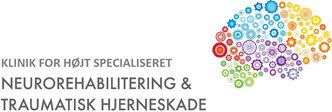 KLINIK FOR HØJT SPECIALISERET
NEUROREHABILITERING &
TRAUMATISK HJERNESKADE